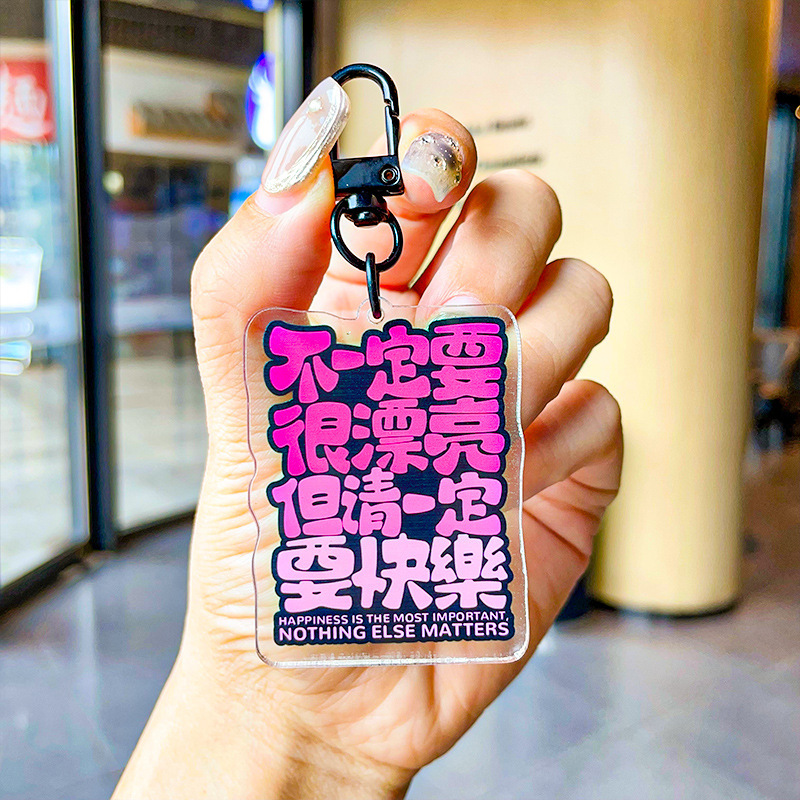 不一定要
很漂亮
但请一定
要快樂
HAPPINESS IS THE MOST IMPORTANT,
NOTHING ELSE MATTERS